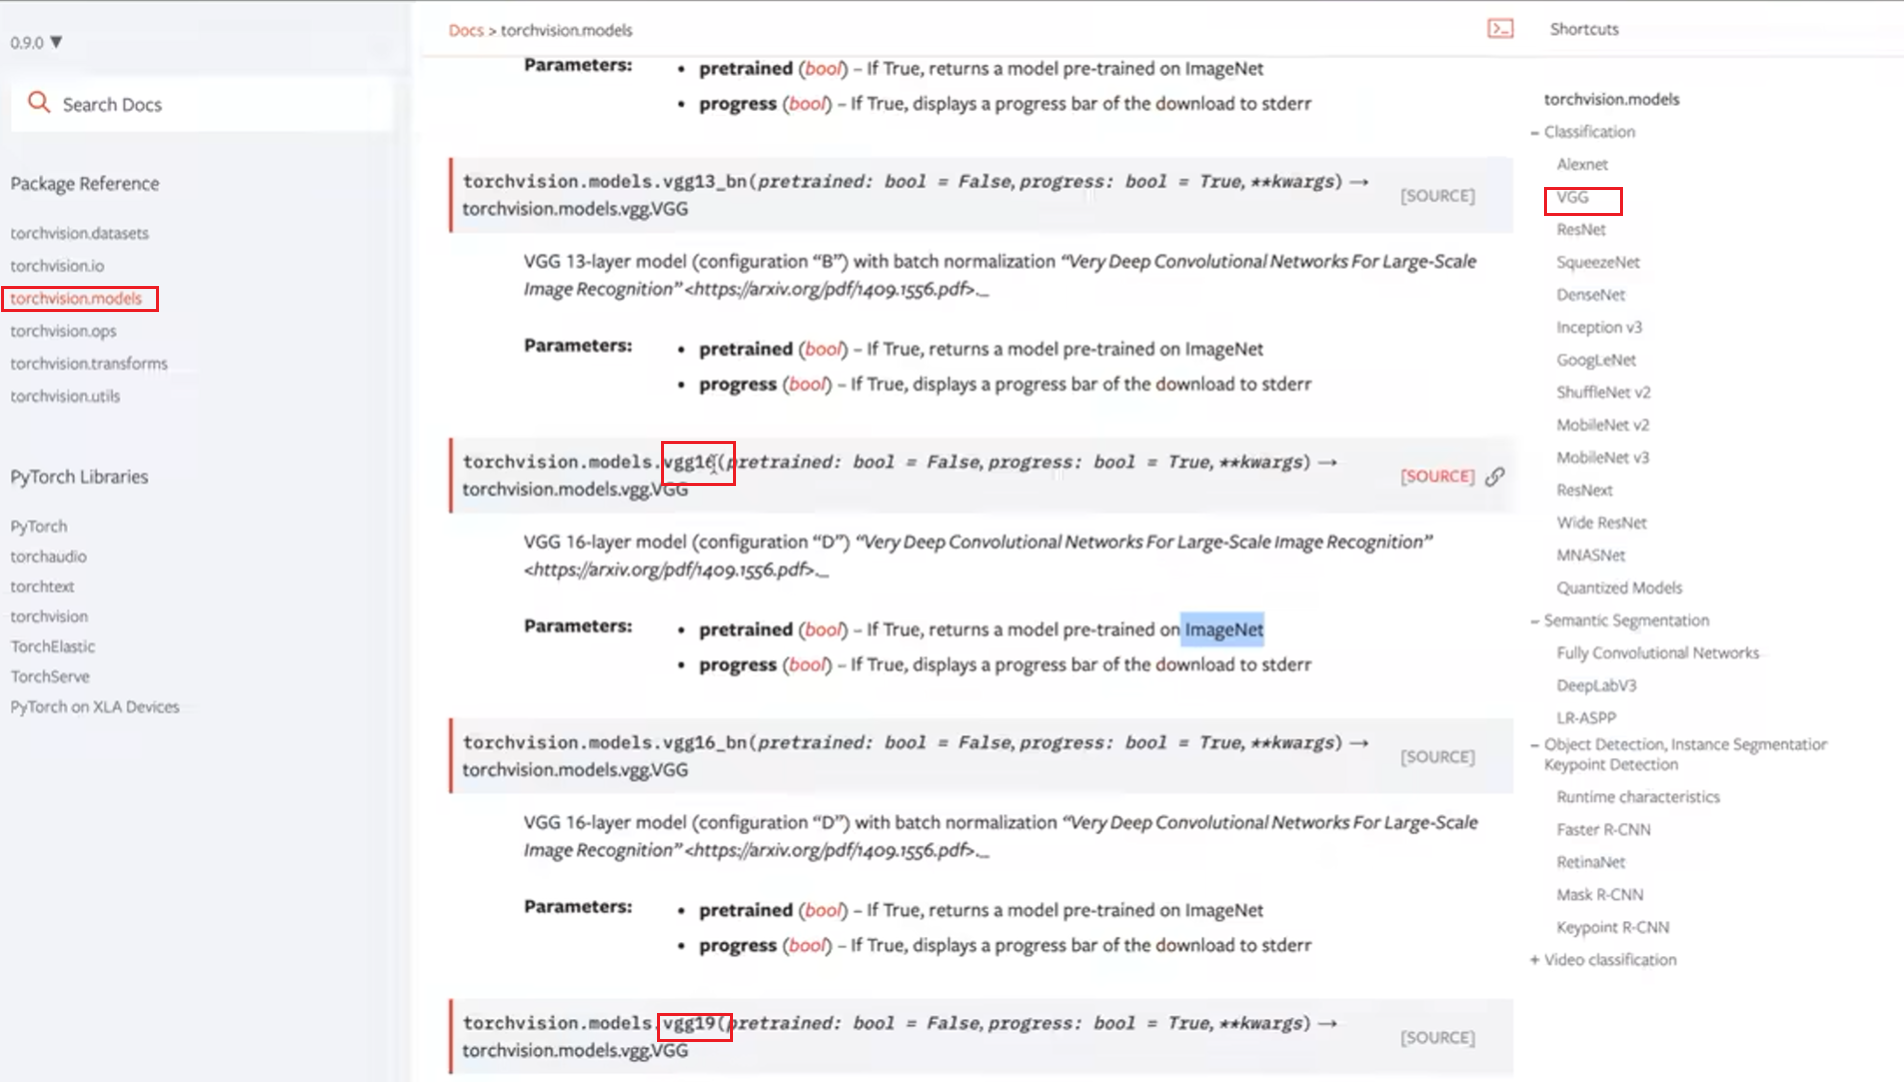 0.9.0 ▼
Search Docs
Package Reference
torchvision.datasets
torchvision.io
torchvision.models
torchvision.ops
torchvision.transforms
torchvision.utils
PyTorch Libraries
PyTorch
torchaudio
torchtext
torchvision
TorchElastic
TorchServe
PyTorch on XLA Devices
Docs > torchvision.models
Parameters:
• pretrained (bool) – If True, returns a model pre-trained on ImageNet
• progress (bool) – If True, displays a progress bar of the download to stderr
torchvision.models.vgg13_bn(pretrained: bool = False, progress: bool = True, **kwargs) →
torchvision.models.vgg.VGG
[SOURCE]
VGG 13-layer model (configuration “B”) with batch normalization “Very Deep Convolutional Networks For Large-Scale
Image Recognition” <https://arxiv.org/pdf/1409.1556.pdf>._
Parameters:
• pretrained (bool) – If True, returns a model pre-trained on ImageNet
• progress (bool) – If True, displays a progress bar of the download to stderr
torchvision.models.vgg16(pretrained: bool = False, progress: bool = True, **kwargs) →
torchvision.models.vgg.VGG
[SOURCE]
VGG 16-layer model (configuration “D”) “Very Deep Convolutional Networks For Large-Scale Image Recognition”
<https://arxiv.org/pdf/1409.1556.pdf>._
Parameters:
• pretrained (bool) – If True, returns a model pre-trained on ImageNet
• progress (bool) – If True, displays a progress bar of the download to stderr
torchvision.models.vgg16_bn(pretrained: bool = False, progress: bool = True, **kwargs) →
torchvision.models.vgg.VGG
[SOURCE]
VGG 16-layer model (configuration “D”) with batch normalization “Very Deep Convolutional Networks For Large-Scale
Image Recognition” <https://arxiv.org/pdf/1409.1556.pdf>._
Parameters:
• pretrained (bool) – If True, returns a model pre-trained on ImageNet
• progress (bool) – If True, displays a progress bar of the download to stderr
torchvision.models.vgg19(pretrained: bool = False, progress: bool = True, **kwargs) →
torchvision.models.vgg.VGG
[SOURCE]
Shortcuts
torchvision.models
– Classification
Alexnet
VGG
ResNet
SqueezeNet
DenseNet
Inception v3
GoogLeNet
ShuffleNet v2
MobileNet v2
MobileNet v3
ResNext
Wide ResNet
MNASNet
Quantized Models
– Semantic Segmentation
Fully Convolutional Networks
DeepLabV3
LR-ASPP
– Object Detection, Instance Segmentation
Keypoint Detection
Runtime characteristics
Faster R-CNN
RetinaNet
Mask R-CNN
Keypoint R-CNN
+ Video classification